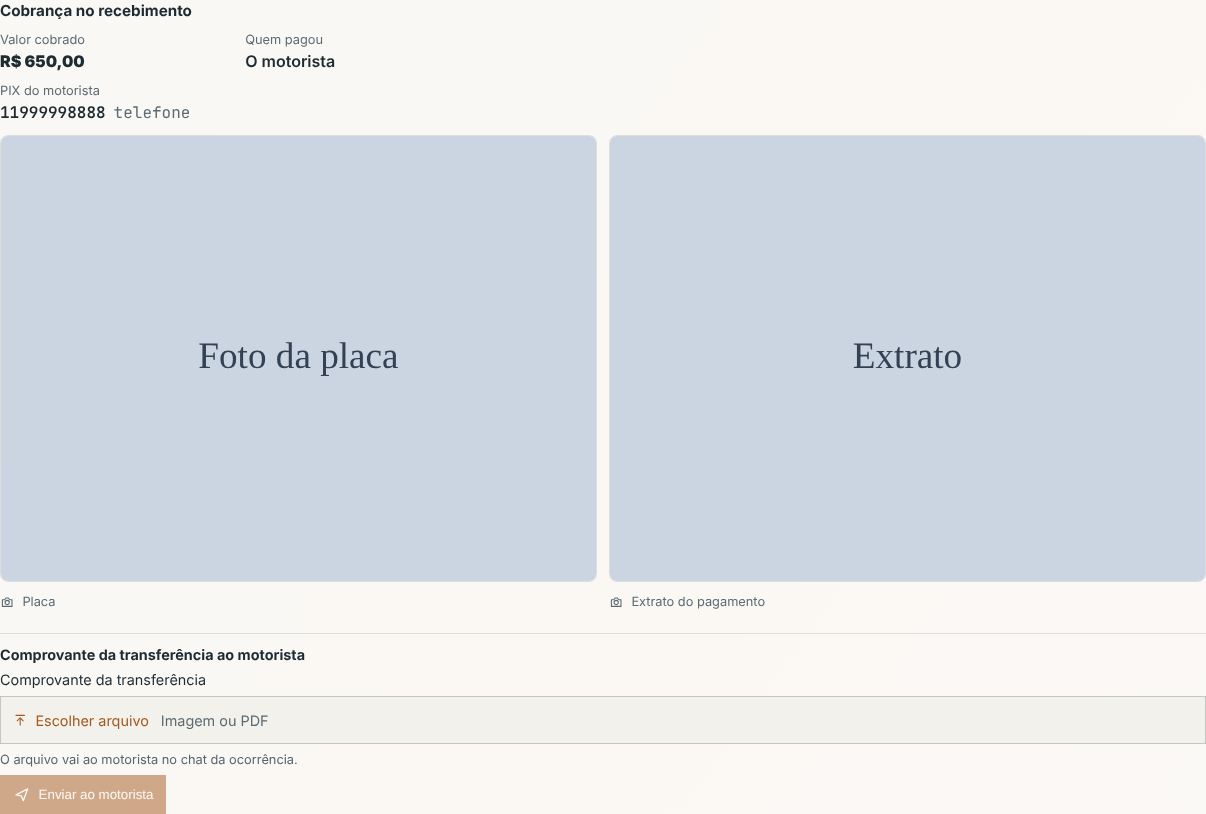 Cobrança no recebimento
Valor cobrado
Quem pagou
R$ 650,00
O motorista
PIX do motorista
11999998888 telefone
Foto da placa
Extrato
Placa
Extrato do pagamento
Comprovante da transferência ao motorista
Comprovante da transferência
Escolher arquivo Imagem ou PDF
O arquivo vai ao motorista no chat da ocorrência.
Enviar ao motorista